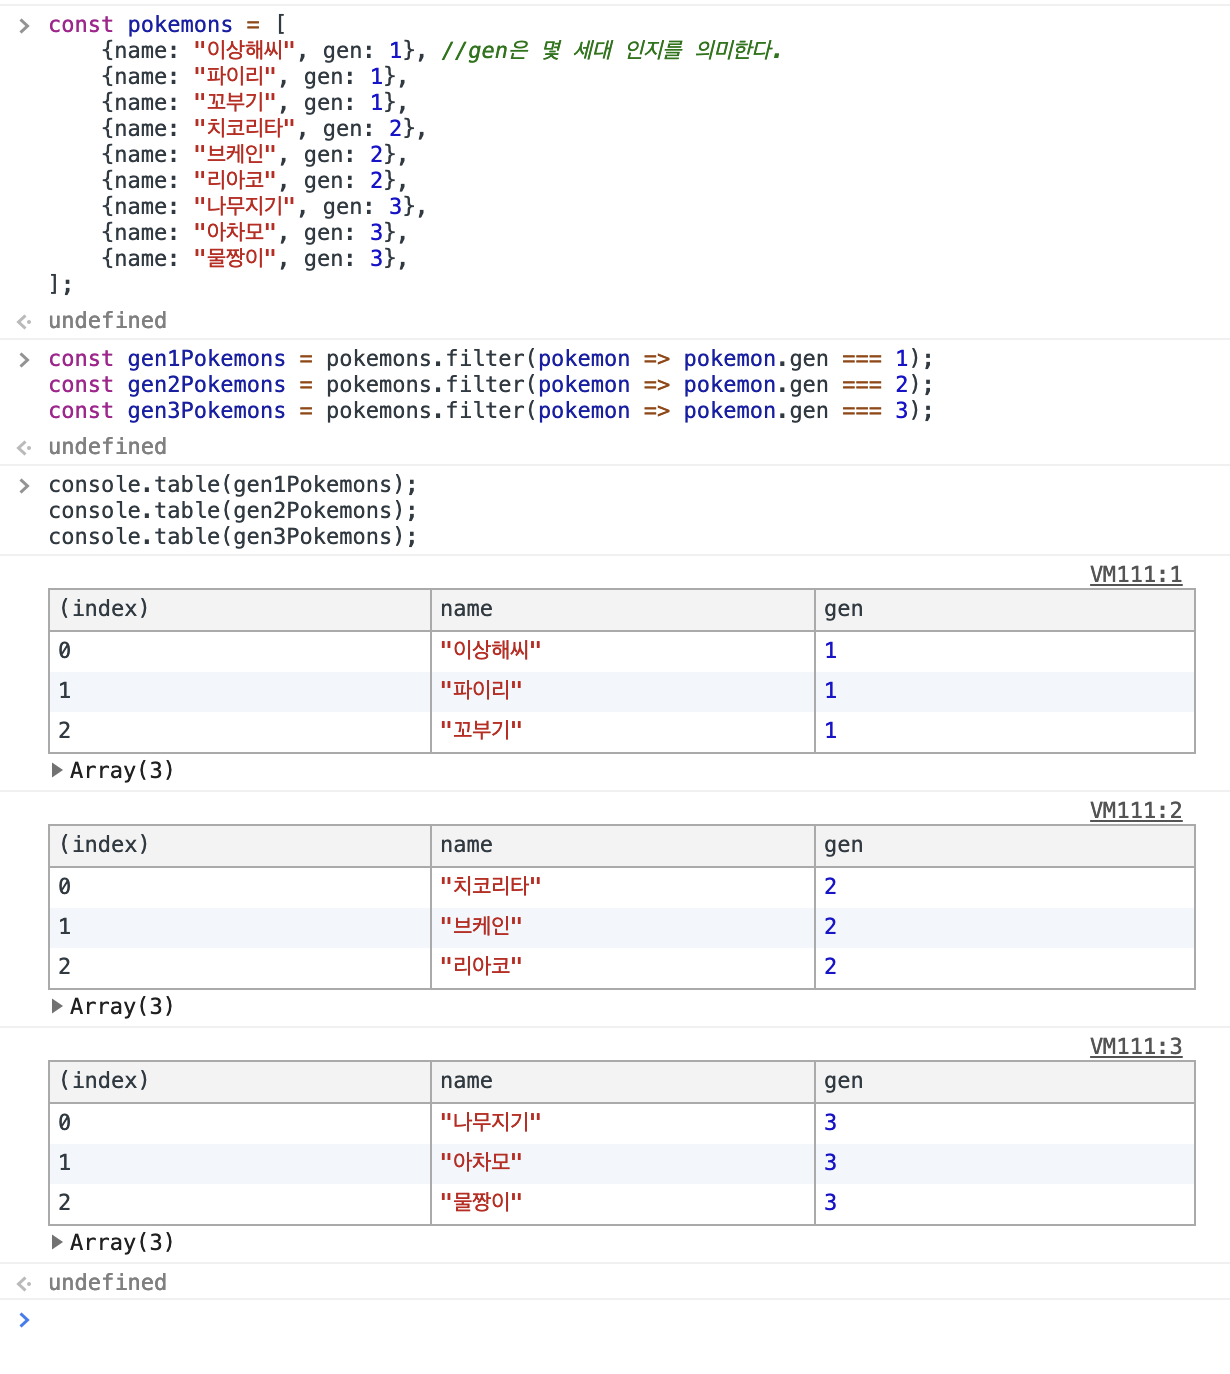 const pokemons = [
{name: "이상해씨", gen: 1}, //gen은 몇 세대 인지를 의미한다.
{name: "파이리", gen: 1},
{name: "꼬부기", gen: 1},
{name: "치코리타", gen: 2},
{name: "브케인", gen: 2},
{name: "리아코", gen: 2},
{name: "나무지기", gen: 3},
{name: "아차모", gen: 3},
{name: "물짱이", gen: 3},
];
undefined
const gen1Pokemons = pokemons.filter(pokemon => pokemon.gen === 1);
const gen2Pokemons = pokemons.filter(pokemon => pokemon.gen === 2);
const gen3Pokemons = pokemons.filter(pokemon => pokemon.gen === 3);
undefined
console.table(gen1Pokemons);
console.table(gen2Pokemons);
console.table(gen3Pokemons);
VM111:1
(index) name gen
0 "이상해씨" 1
1 "파이리" 1
2 "꼬부기" 1
Array(3)
VM111:2
(index) name gen
0 "치코리타" 2
1 "브케인" 2
2 "리아코" 2
Array(3)
VM111:3
(index) name gen
0 "나무지기" 3
1 "아차모" 3
2 "물짱이" 3
Array(3)
undefined